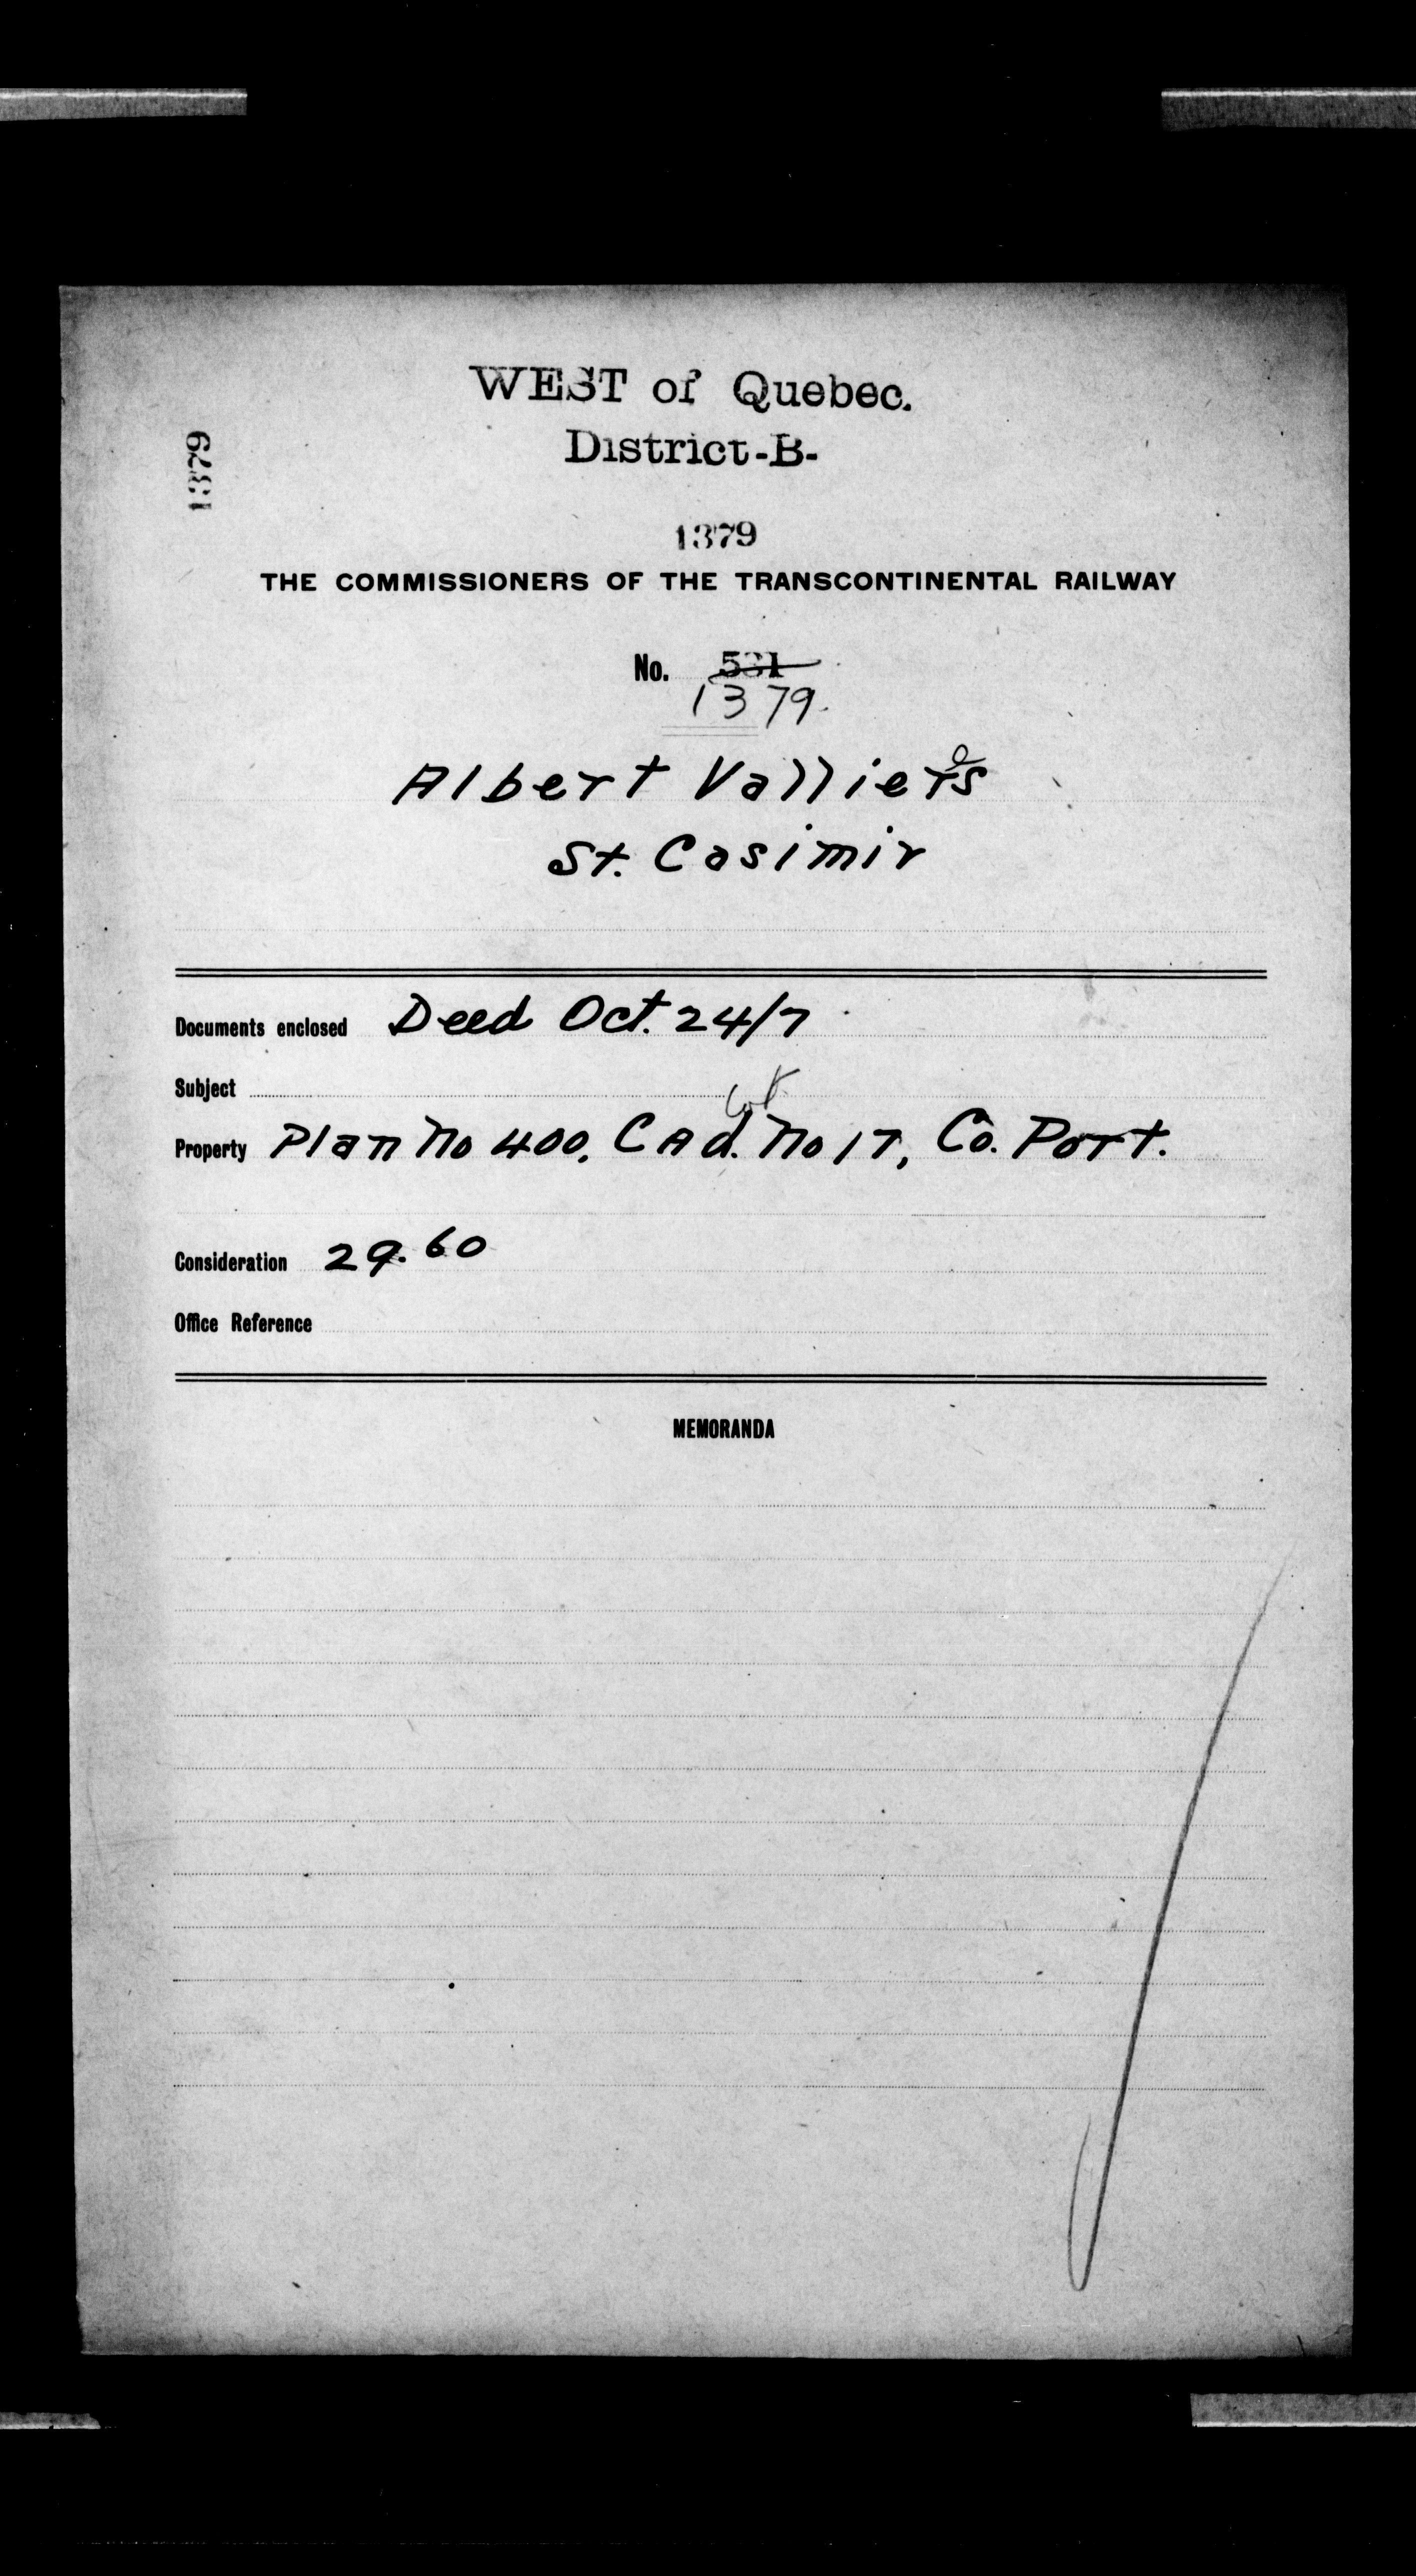 WEST of Quebec.
District-B-
1379
1379
THE COMMISSIONERS OF THE TRANSCONTINENTAL RAILWAY
No. 531
1379.
Albert Valliers
St. Casimir
Documents enclosed Deed Oct. 24/7
Subject
Lot
Property Plan No 400. CAd. No 17, Co. Port.
Consideration 29.60
Office Reference
MEMORANDA